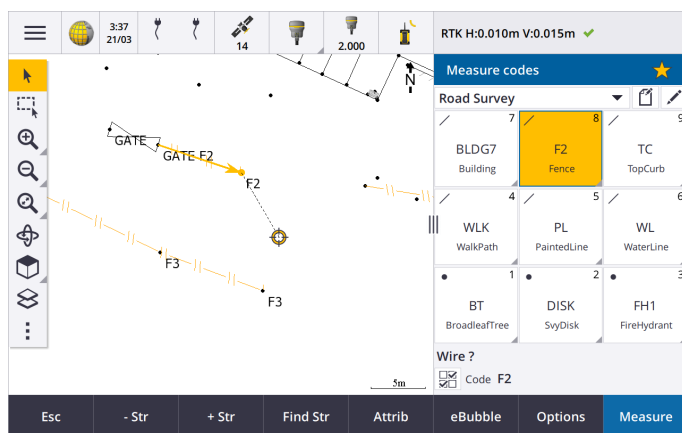 3:37
21/03
14
2.000
RTK H:0.010m V:0.015m
Measure codes
Road Survey
N
GATE
GATE F2
F2
F3
F3
5m
7
BLDG7
Building
8
F2
Fence
9
TC
TopCurb
4
WLK
WalkPath
5
PL
PaintedLine
6
WL
WaterLine
1
BT
BroadleafTree
2
DISK
SvyDisk
3
FH1
FireHydrant
Wire ?
Code F2
Esc
- Str
+ Str
Find Str
Attrib
eBubble
Options
Measure